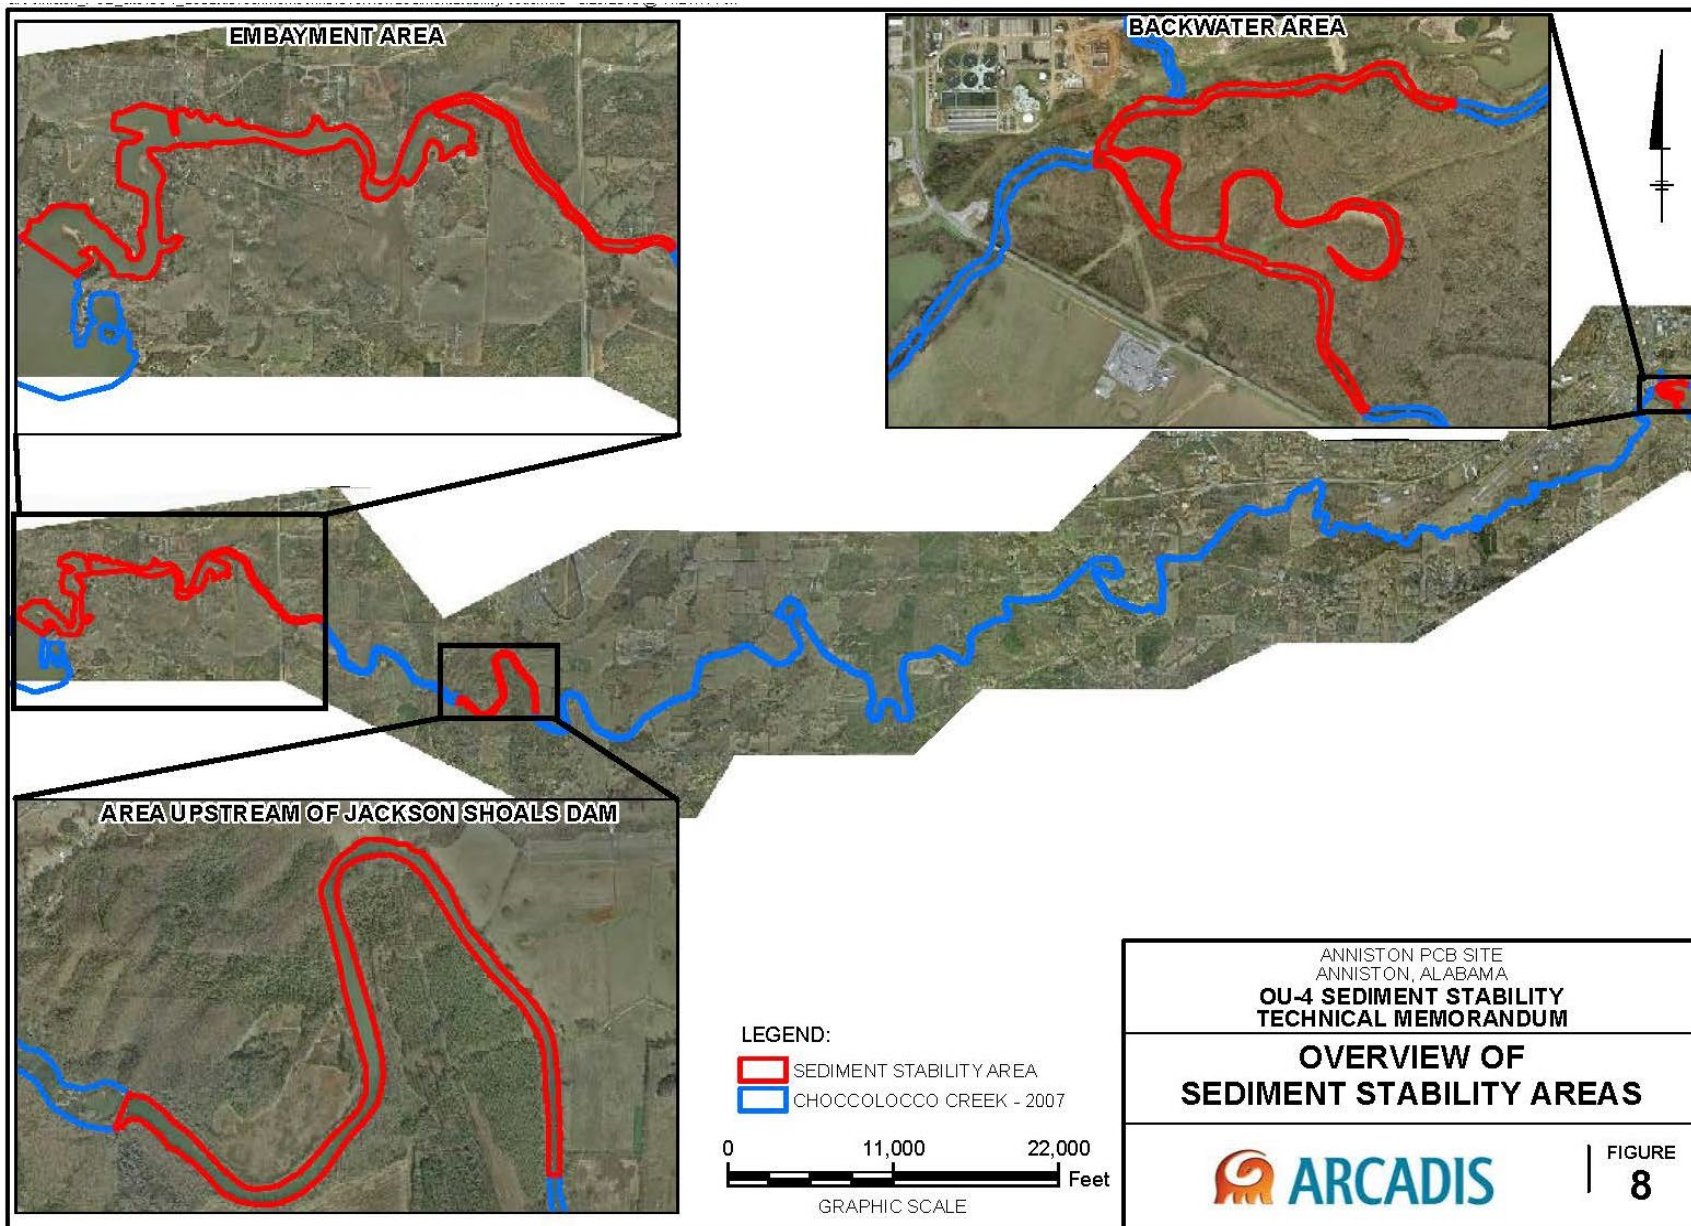 EMBAYMENT AREA
BACKWATER AREA
AREA UPSTREAM OF JACKSON SHOALS DAM
LEGEND:
SEDIMENT STABILITY AREA
CHOCCOLOCCO CREEK - 2007
0 11,000 22,000
Feet
GRAPHIC SCALE
ANNISTON PCB SITE
ANNISTON, ALABAMA
OU-4 SEDIMENT STABILITY
TECHNICAL MEMORANDUM
OVERVIEW OF
SEDIMENT STABILITY AREAS
ARCADIS
FIGURE
8